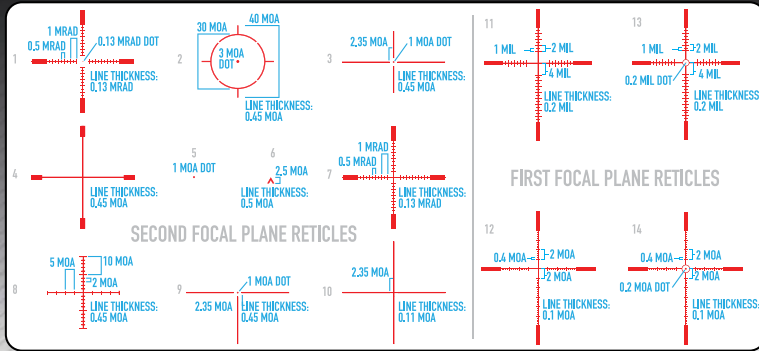 1
1 MRAD
0.5 MRAD
0.13 MRAD DOT
LINE THICKNESS:
0.13 MRAD
2
30 MOA
40 MOA
3 MOA
DOT
LINE THICKNESS:
0.45 MOA
3
2.35 MOA
1 MOA DOT
LINE THICKNESS:
0.45 MOA
4
LINE THICKNESS:
0.45 MOA
5
1 MOA DOT
6
2.5 MOA
LINE THICKNESS:
0.5 MOA
7
1 MRAD
0.5 MRAD
LINE THICKNESS:
0.13 MRAD
SECOND FOCAL PLANE RETICLES
8
5 MOA
10 MOA
2 MOA
LINE THICKNESS:
0.45 MOA
9
1 MOA DOT
2.35 MOA
LINE THICKNESS:
0.45 MOA
10
2.35 MOA
LINE THICKNESS:
0.11 MOA
11
1 MIL
2 MIL
4 MIL
LINE THICKNESS:
0.2 MIL
13
1 MIL
2 MIL
4 MIL
0.2 MIL DOT
LINE THICKNESS:
0.2 MIL
FIRST FOCAL PLANE RETICLES
12
0.4 MOA
2 MOA
2 MOA
LINE THICKNESS:
0.1 MOA
14
0.4 MOA
2 MOA
2 MOA
0.2 MOA DOT
LINE THICKNESS:
0.1 MOA